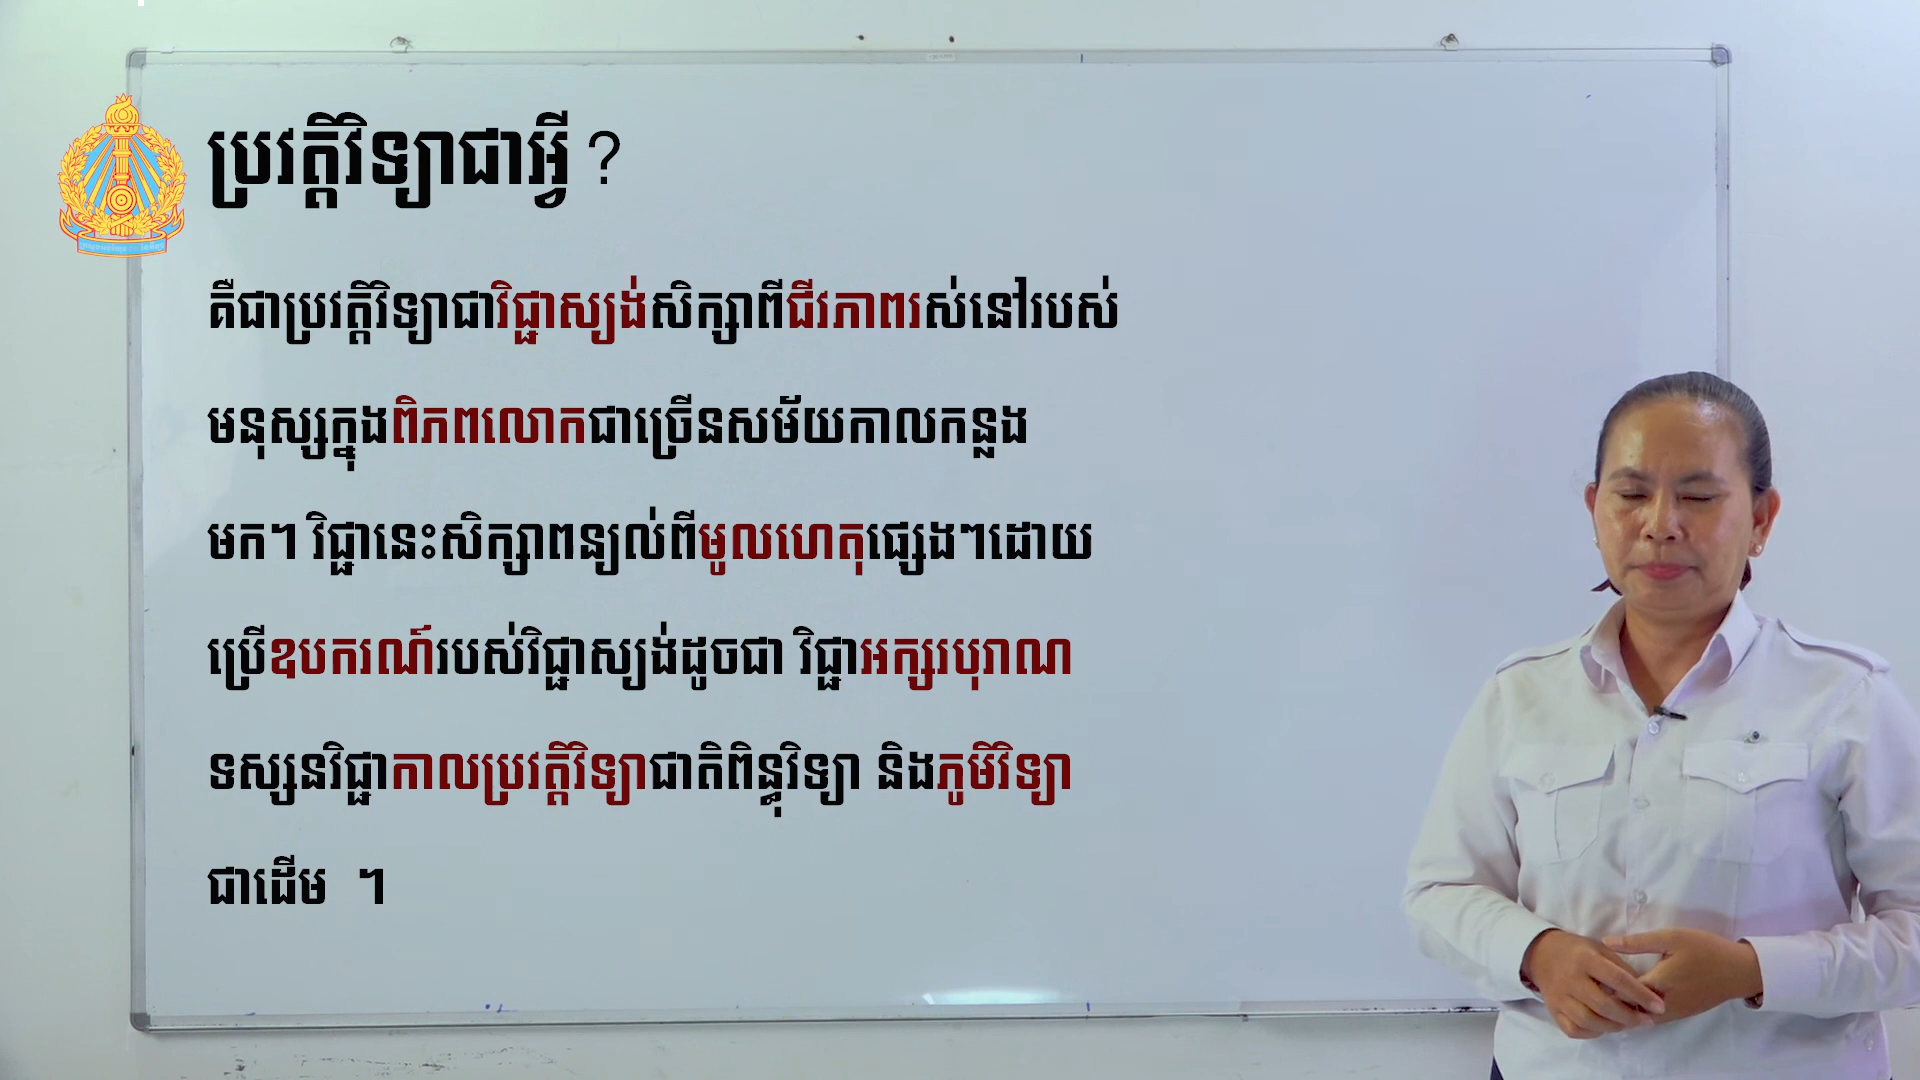 ប្រវត្តិវិទ្យាជាអ្វី ?
គឺជាប្រវត្តិវិទ្យាជាវិជ្ជាស្យង់សិក្សាពីជីវភាពរស់នៅរបស់
មនុស្សក្នុងពិភពលោកជាច្រើនសម័យកាលកន្លង
មក។ វិជ្ជានេះសិក្សាពន្យល់ពីមូលហេតុផ្សេងៗដោយ
ប្រើឧបករណ៍របស់វិជ្ជាស្យង់ដូចជា វិជ្ជាអក្សរបុរាណ
ទស្សនវិជ្ជាកាលប្រវត្តិវិទ្យាជាតិពិន្ធុវិទ្យា និងភូមិវិទ្យា
ជាដើម ។